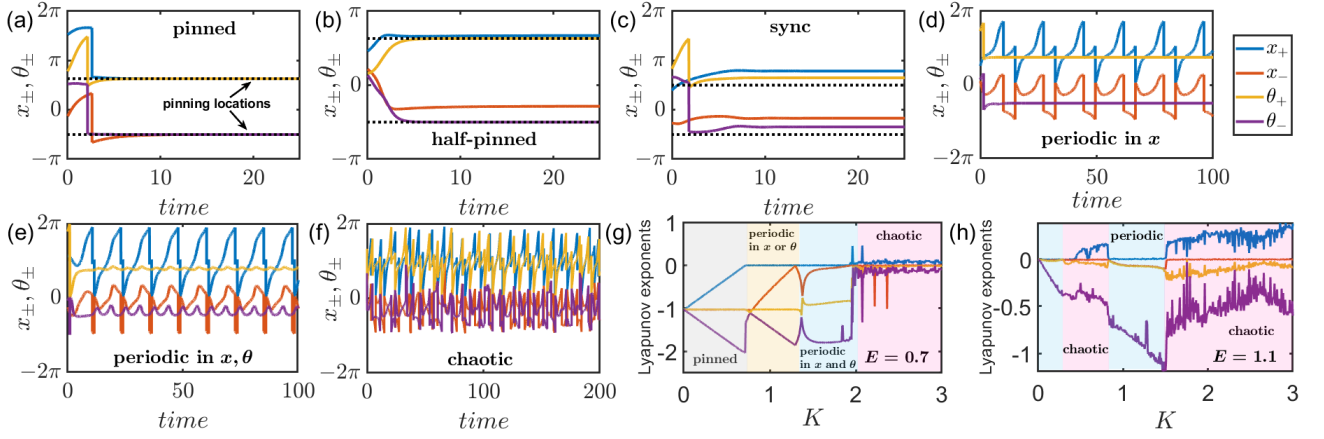 (a)
pinned
2π
π
0
−π
x±, θ±
pinning locations
0
10
20
time
(b)
π
0
−π
half-pinned
0
10
20
time
(c)
sync
2π
π
0
−π
x±, θ±
0
10
20
time
(d)
2π
0
−2π
x±, θ±
periodic in x
0
50
100
time
x₊
x₋
θ₊
θ₋
(e)
2π
0
−2π
x±, θ±
periodic in x, θ
0
50
100
time
(f)
2π
0
−2π
x±, θ±
chaotic
0
100
200
time
(g)
Lyapunov exponents
1
0
-1
-2
periodic
in x or θ
chaotic
pinned
periodic
in x and θ
E = 0.7
0
1
2
3
K
(h)
Lyapunov exponents
0
-0.5
-1
periodic
chaotic
chaotic
E = 1.1
0
1
2
3
K